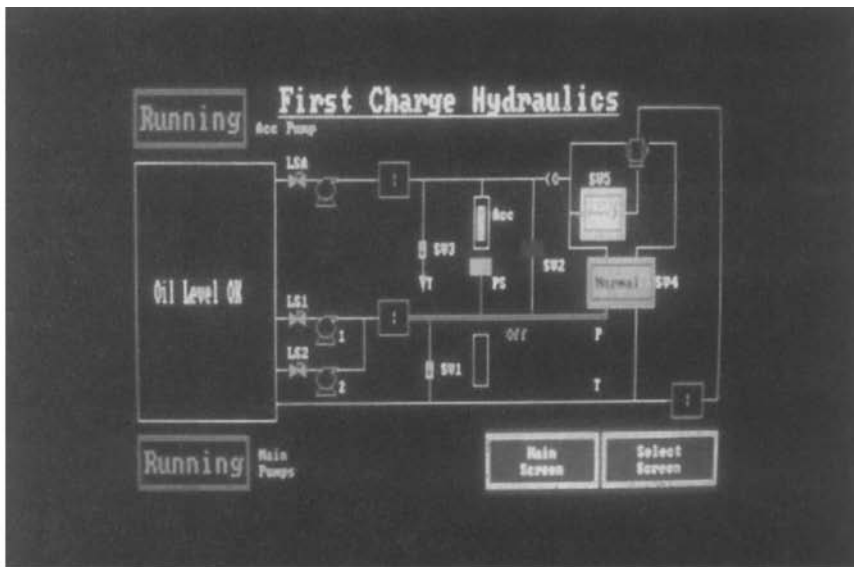 First Charge Hydraulics
Running
Acc Pump
LSA
SV5
Acc
SV3
SV2
T
PS
Normal
SV4
Oil Level OK
LS1
1
Off
P
LS2
SV1
2
T
Running
Main
Pumps
Main
Screen
Select
Screen